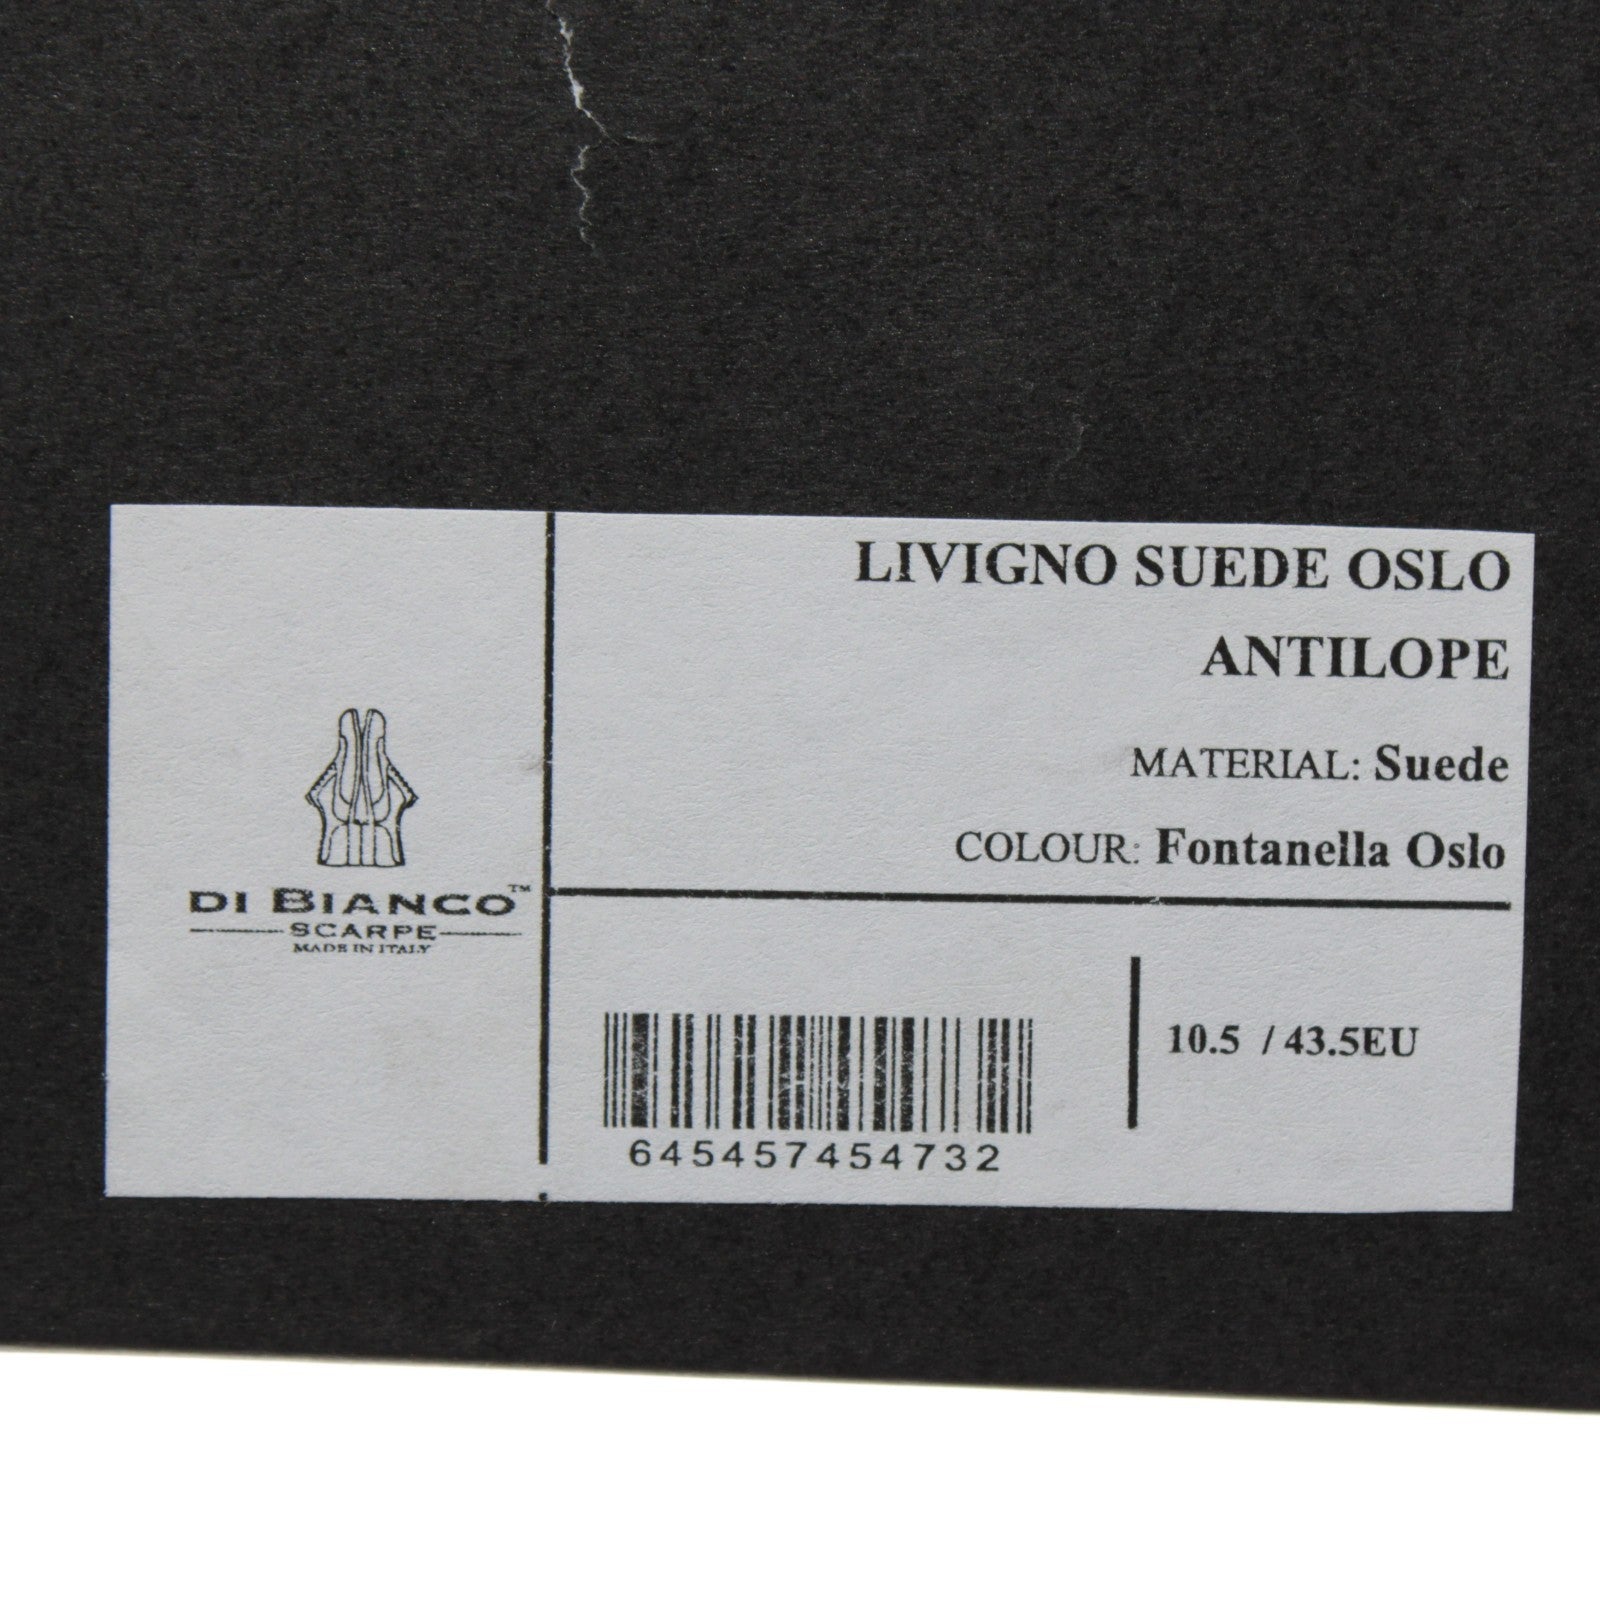 LIVIGNO SUEDE OSLO
ANTILOPE
MATERIAL: Suede
COLOUR: Fontanella Oslo
DI BIANCO™
SCARPE
MADE IN ITALY
645457454732
10.5 / 43.5EU